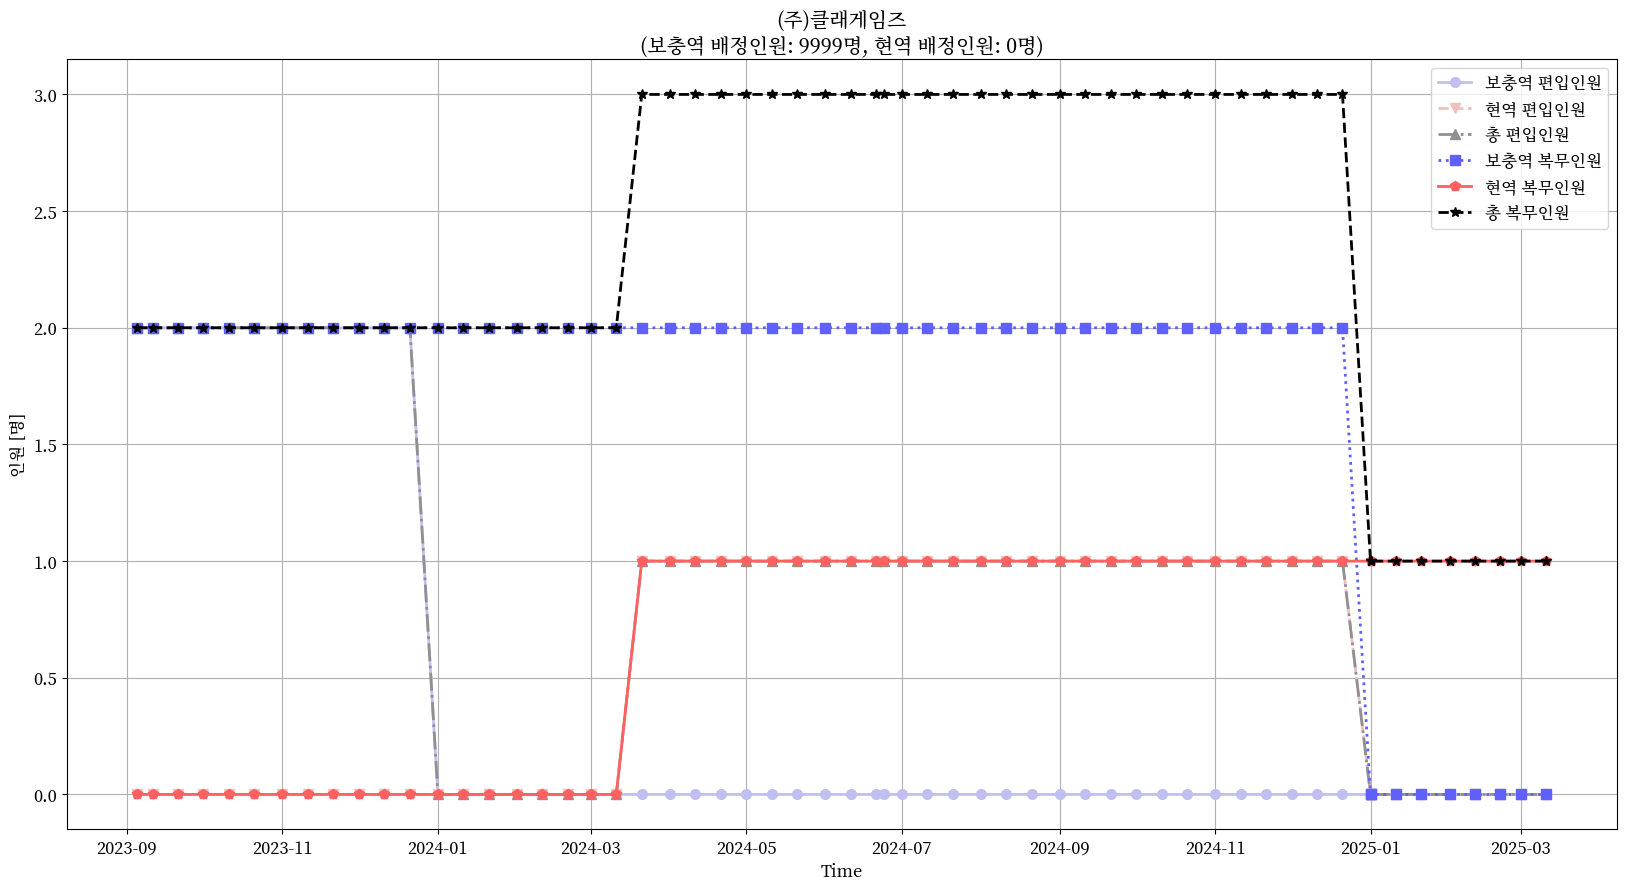 (주)클래게임즈
(보충역 배정인원: 9999명, 현역 배정인원: 0명)
보충역 편입인원
현역 편입인원
총 편입인원
보충역 복무인원
현역 복무인원
총 복무인원
인원 [명]
3.0
2.5
2.0
1.5
1.0
0.5
0.0
2023-09 2023-11 2024-01 2024-03 2024-05 2024-07 2024-09 2024-11 2025-01 2025-03
Time